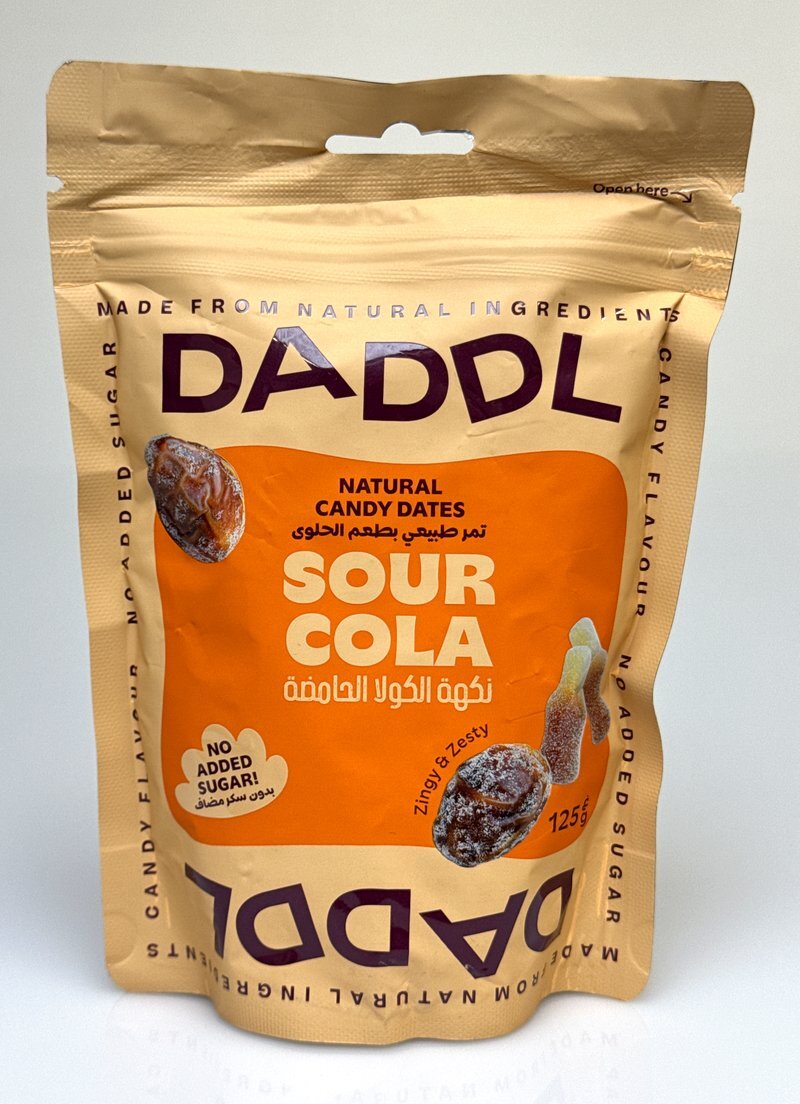 Open here
MADE FROM NATURAL INGREDIENTS
DADDL
CANDY FLAVOUR NO ADDED SUGAR
CANDY FLAVOUR NO ADDED SUGAR
NATURAL
CANDY DATES
تمر طبيعي بطعم الحلوى
SOUR
COLA
نكهة الكولا الحامضة
NO
ADDED
SUGAR!
بدون سكر مضاف
Zingy & Zesty
125g
غ
DADDL
MADE FROM NATURAL INGREDIENTS